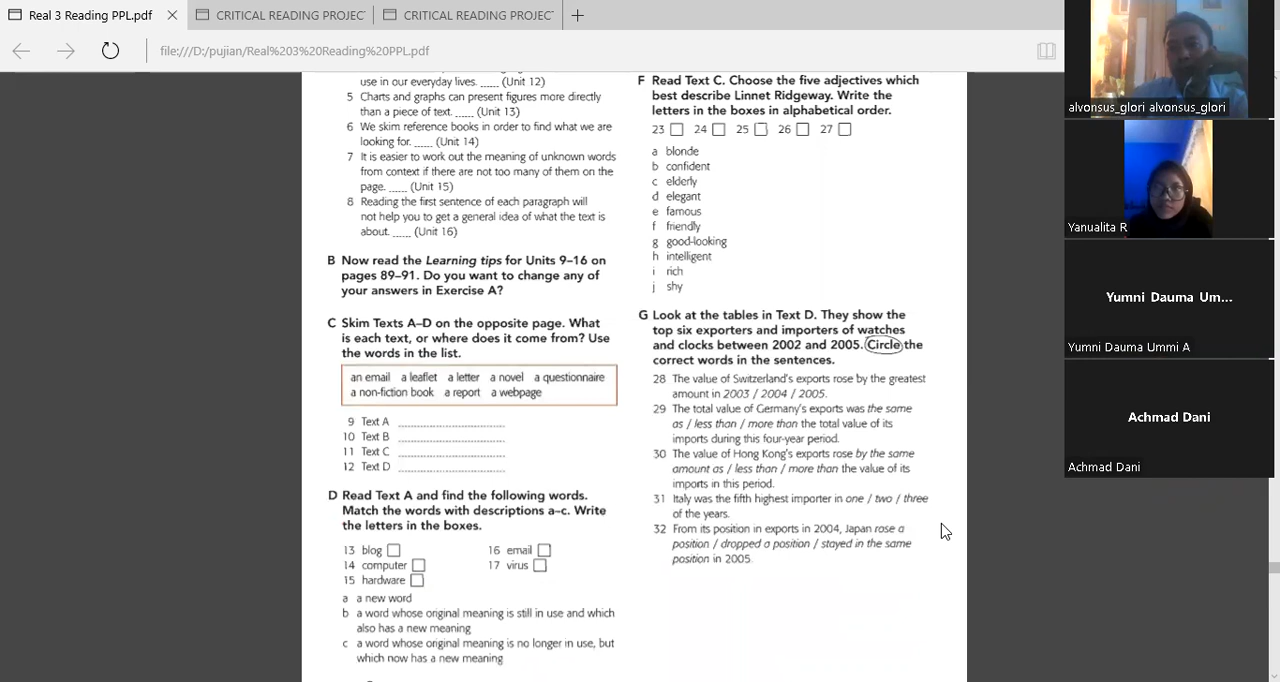 Real 3 Reading PPL.pdf
CRITICAL READING PROJEC
CRITICAL READING PROJEC
file:///D:/pujian/Real%203%20Reading%20PPL.pdf
use in our everyday lives. ..... (Unit 12)
5 Charts and graphs can present figures more directly
than a piece of text. ..... (Unit 13)
6 We skim reference books in order to find what we are
looking for. ..... (Unit 14)
7 It is easier to work out the meaning of unknown words
from context if there are not too many of them on the
page. ..... (Unit 15)
8 Reading the first sentence of each paragraph will
not help you to get a general idea of what the text is
about. ..... (Unit 16)
B Now read the Learning tips for Units 9–16 on
pages 89–91. Do you want to change any of
your answers in Exercise A?
C Skim Texts A–D on the opposite page. What
is each text, or where does it come from? Use
the words in the list.
an email a leaflet a letter a novel a questionnaire
a non-fiction book a report a webpage
9 Text A
10 Text B
11 Text C
12 Text D
D Read Text A and find the following words.
Match the words with descriptions a–c. Write
the letters in the boxes.
13 blog 16 email
14 computer 17 virus
15 hardware
a a new word
b a word whose original meaning is still in use and which
also has a new meaning
c a word whose original meaning is no longer in use, but
which now has a new meaning
F Read Text C. Choose the five adjectives which
best describe Linnet Ridgeway. Write the
letters in the boxes in alphabetical order.
23 24 25 26 27
a blonde
b confident
c elderly
d elegant
e famous
f friendly
g good-looking
h intelligent
i rich
j shy
G Look at the tables in Text D. They show the
top six exporters and importers of watches
and clocks between 2002 and 2005. Circle the
correct words in the sentences.
28 The value of Switzerland's exports rose by the greatest
amount in 2003 / 2004 / 2005.
29 The total value of Germany's exports was the same
as / less than / more than the total value of its
imports during this four-year period.
30 The value of Hong Kong's exports rose by the same
amount as / less than / more than the value of its
imports in this period.
31 Italy was the fifth highest importer in one / two / three
of the years.
32 From its position in exports in 2004, Japan rose a
position / dropped a position / stayed in the same
position in 2005.
alvonsus_glori alvonsus_glori
Yanualita R
Yumni Dauma Um...
Yumni Dauma Ummi A
Achmad Dani
Achmad Dani